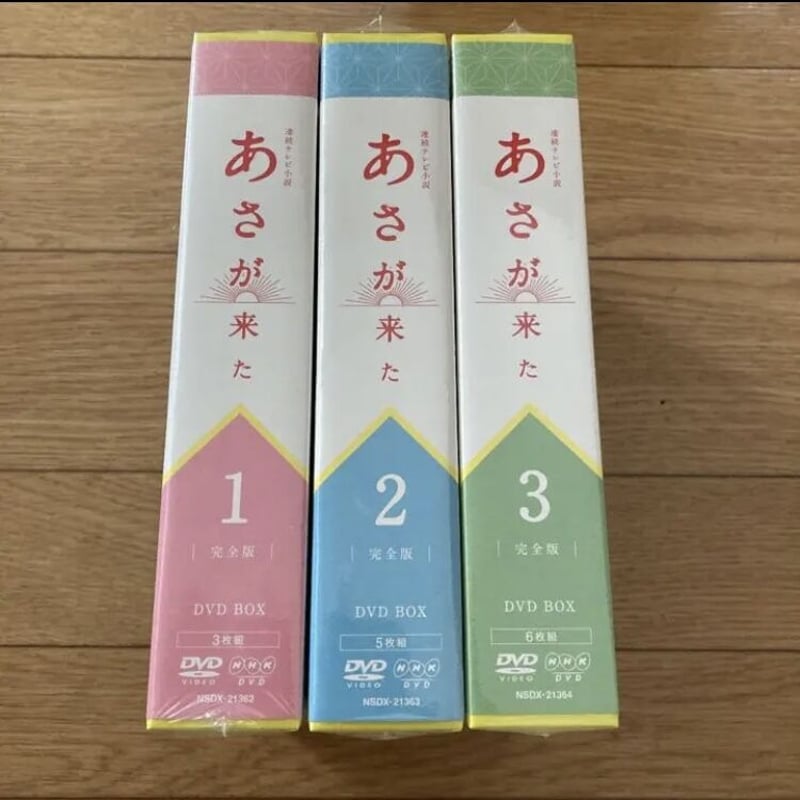 連続テレビ小説
あさが来た
1
完全版
DVD BOX
3枚組
DVD
VIDEO
NHK
DVD
NSDX-21362
連続テレビ小説
あさが来た
2
完全版
DVD BOX
5枚組
DVD
VIDEO
NHK
DVD
NSDX-21363
連続テレビ小説
あさが来た
3
完全版
DVD BOX
6枚組
DVD
VIDEO
NHK
DVD
NSDX-21364